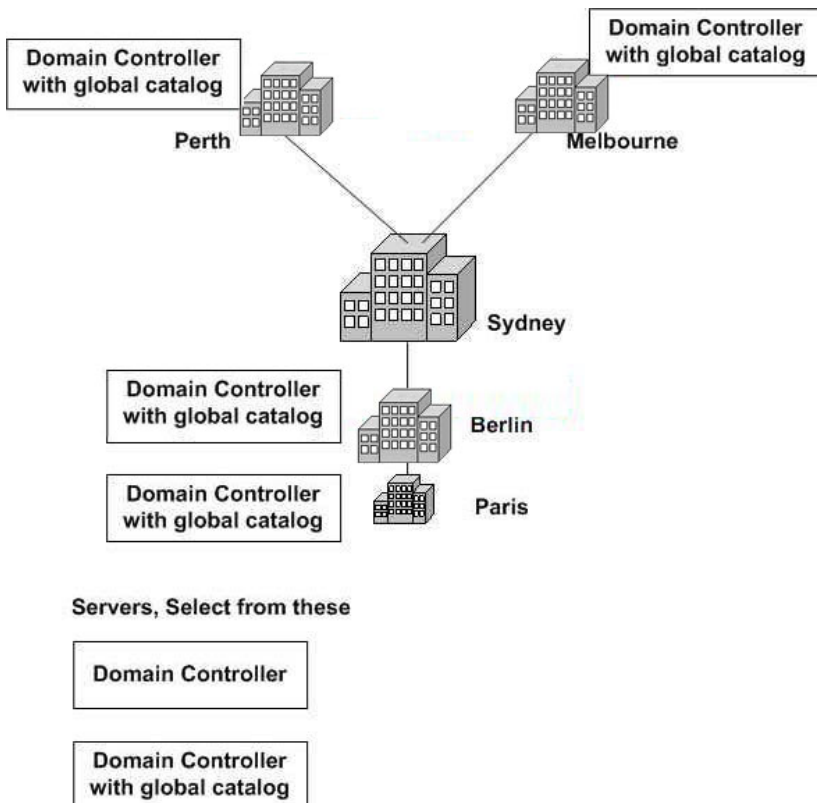 Domain Controller
with global catalog
Domain Controller
with global catalog
Perth
Melbourne
Sydney
Domain Controller
with global catalog
Berlin
Domain Controller
with global catalog
Paris
Servers, Select from these
Domain Controller
Domain Controller
with global catalog